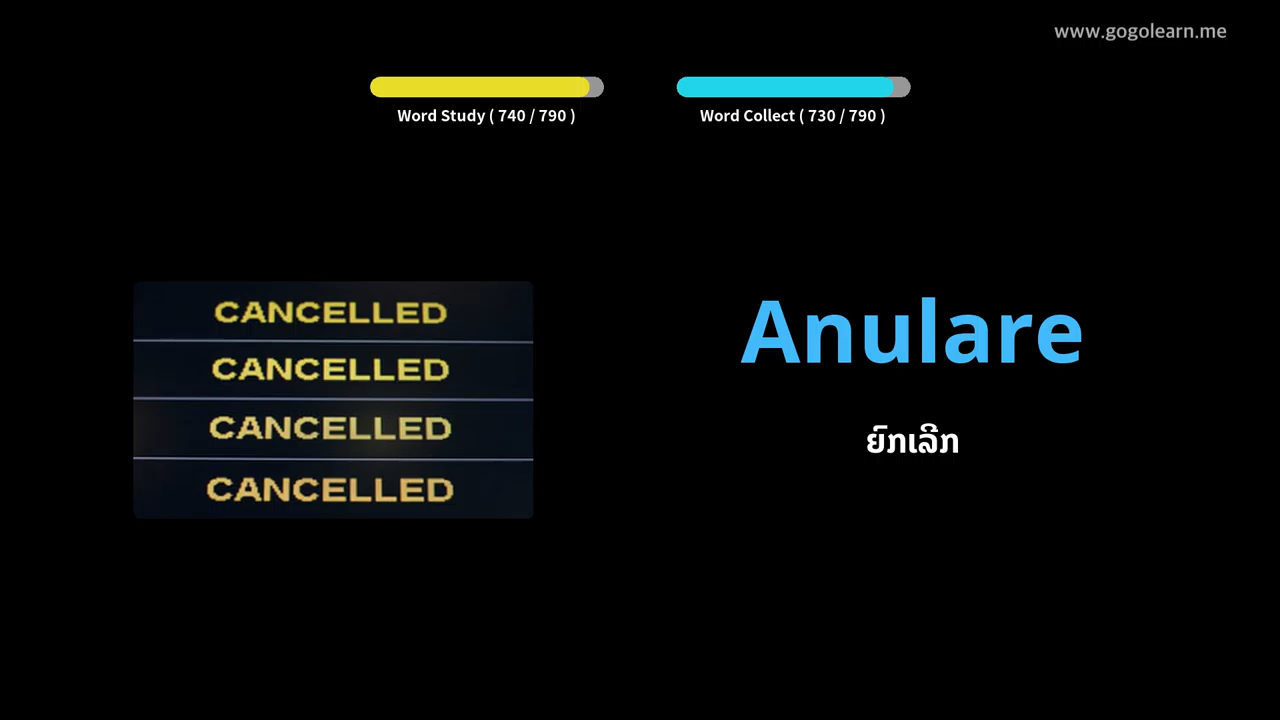 www.gogolearn.me
Word Study ( 740 / 790 )
Word Collect ( 730 / 790 )
CANCELLED
CANCELLED
CANCELLED
CANCELLED
Anulare
ຍົກເລີກ